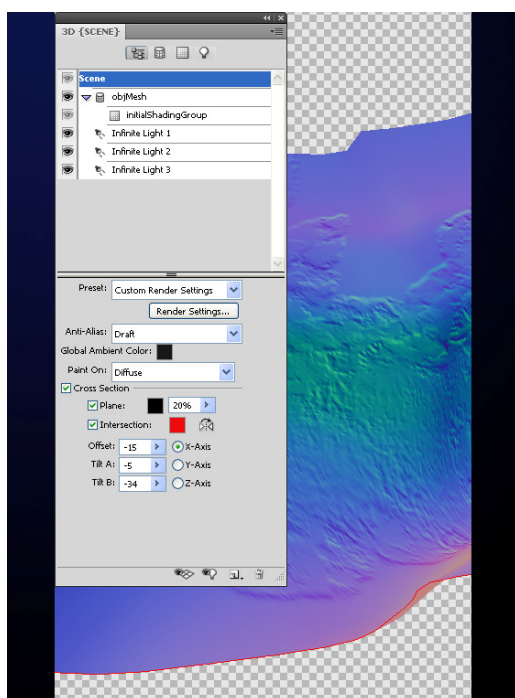 3D {SCENE}
Scene
objMesh
initialShadingGroup
Infinite Light 1
Infinite Light 2
Infinite Light 3
Preset: Custom Render Settings
Render Settings...
Anti-Alias: Draft
Global Ambient Color:
Paint On: Diffuse
Cross Section
Plane: 20%
Intersection:
Offset: -15 X-Axis
Tilt A: -5 Y-Axis
Tilt B: -34 Z-Axis